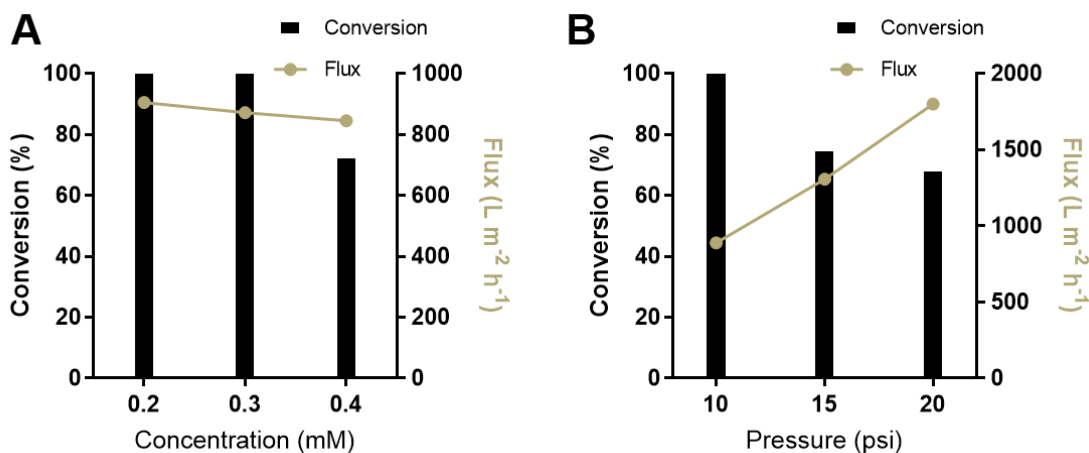 A
Conversion
Flux
Conversion (%)
100
80
60
40
20
0
1000
800
600
400
200
0
Flux (L m⁻² h⁻¹)
0.2 0.3 0.4
Concentration (mM)
B
Conversion
Flux
Conversion (%)
100
80
60
40
20
0
2000
1500
1000
500
0
Flux (L m⁻² h⁻¹)
10 15 20
Pressure (psi)